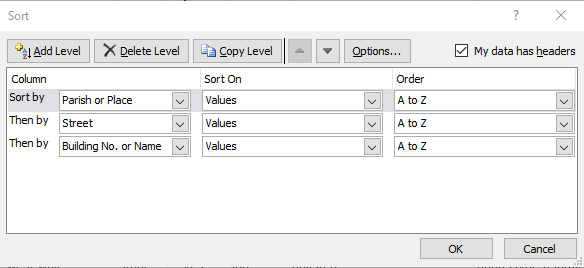 Sort
?
Add Level Delete Level Copy Level Options... My data has headers
Column Sort On Order
Sort by Parish or Place Values A to Z
Then by Street Values A to Z
Then by Building No. or Name Values A to Z
OK Cancel